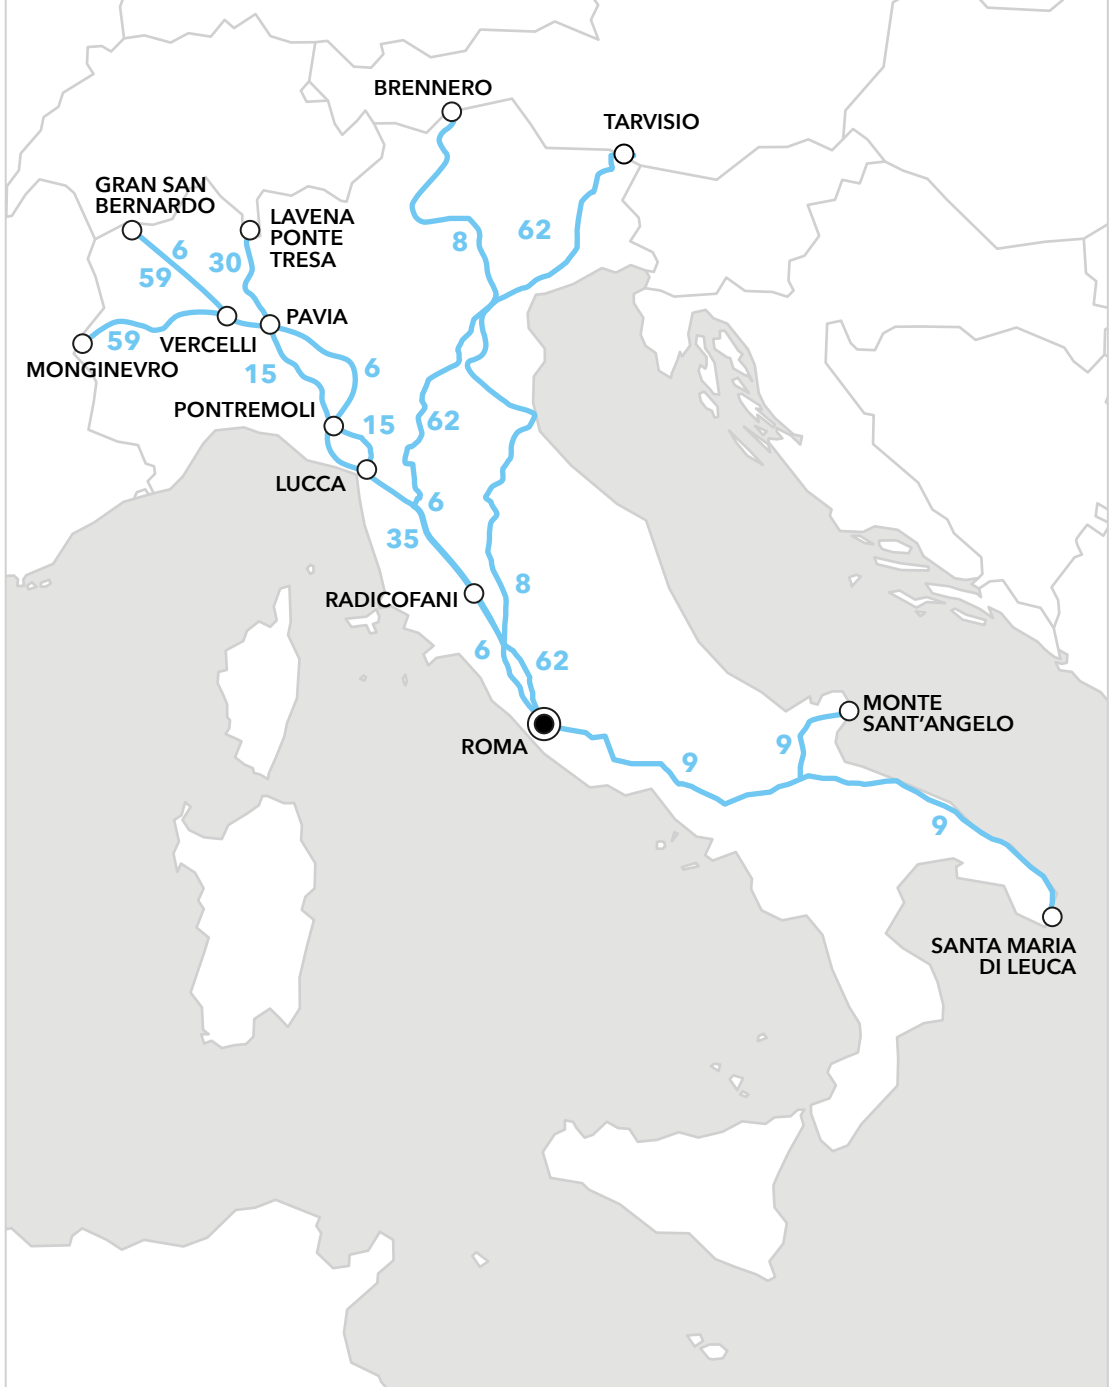 BRENNERO
TARVISIO
GRAN SAN
BERNARDO
LAVENA
PONTE
TRESA
8
62
6
30
59
PAVIA
59
VERCELLI
MONGINEVRO
15
6
PONTREMOLI
15
62
LUCCA
6
35
8
RADICOFANI
6
62
MONTE
SANT'ANGELO
ROMA
9
9
9
SANTA MARIA
DI LEUCA